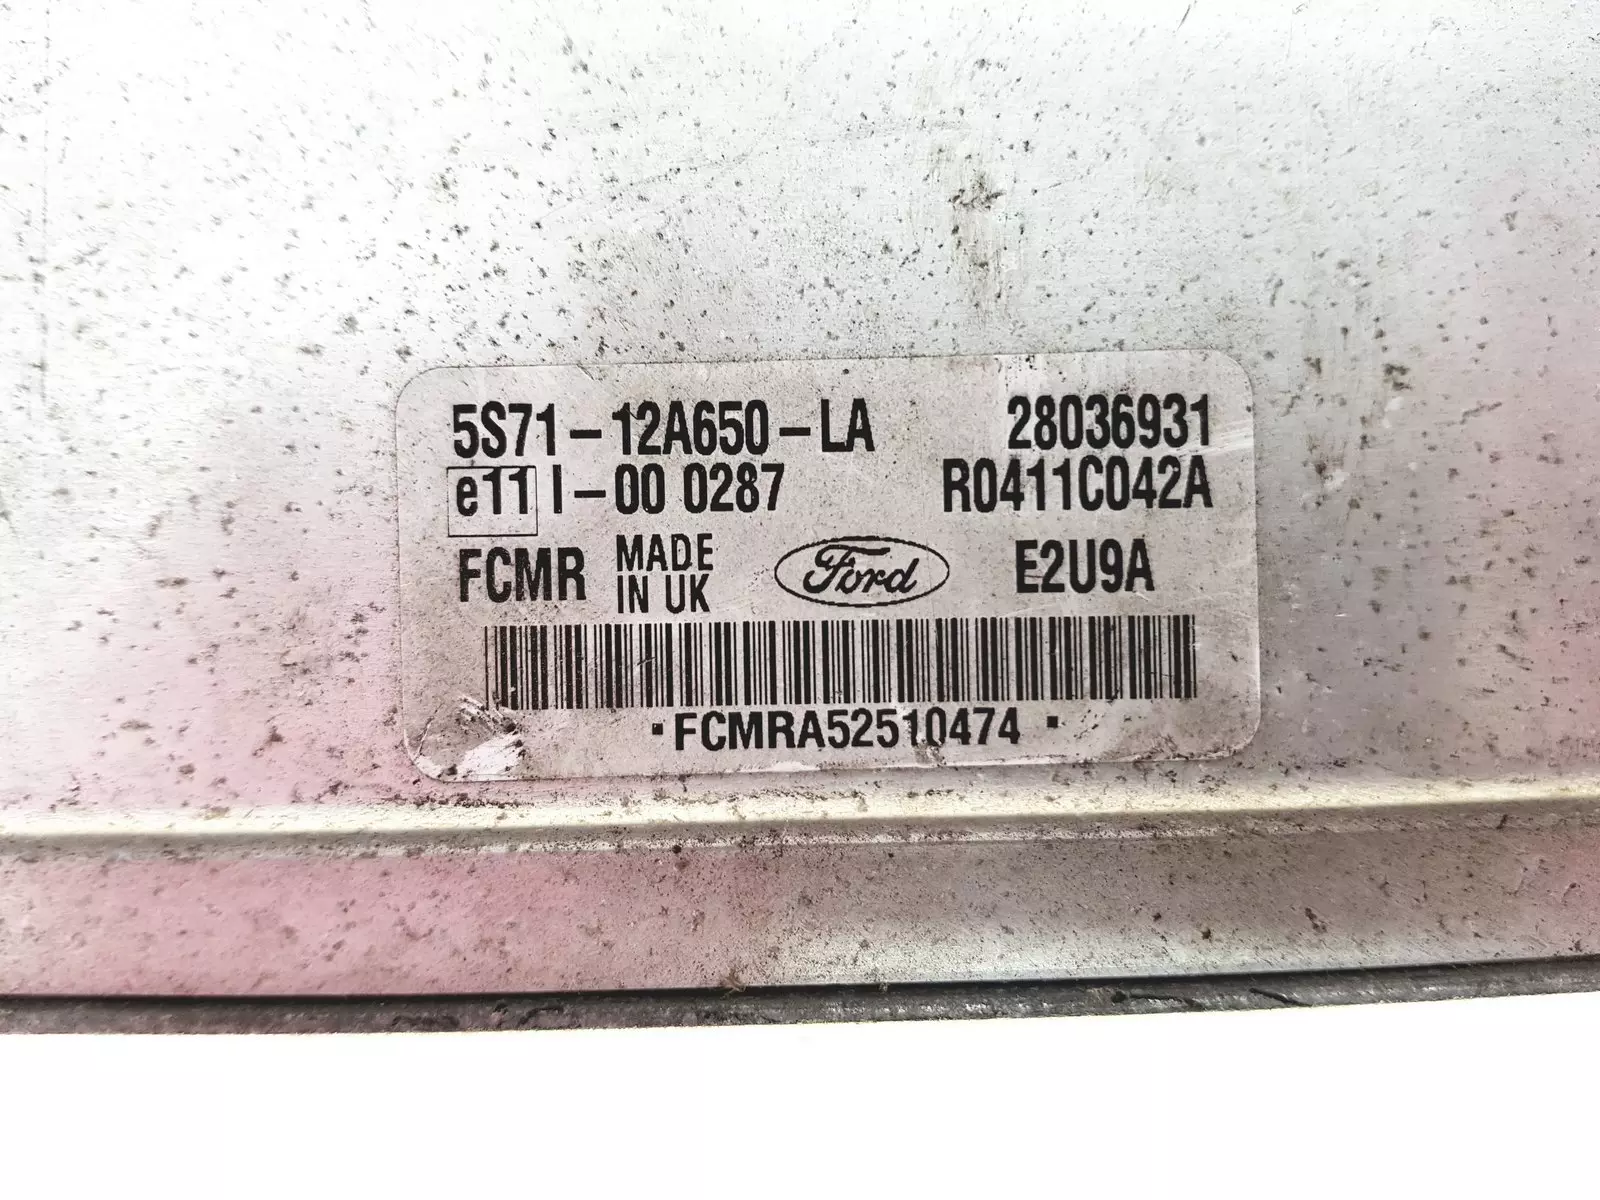 5S71-12A650-LA 28036931
e11 I-00 0287 R0411C042A
FCMR MADE IN UK Ford E2U9A
·FCMRA52510474·